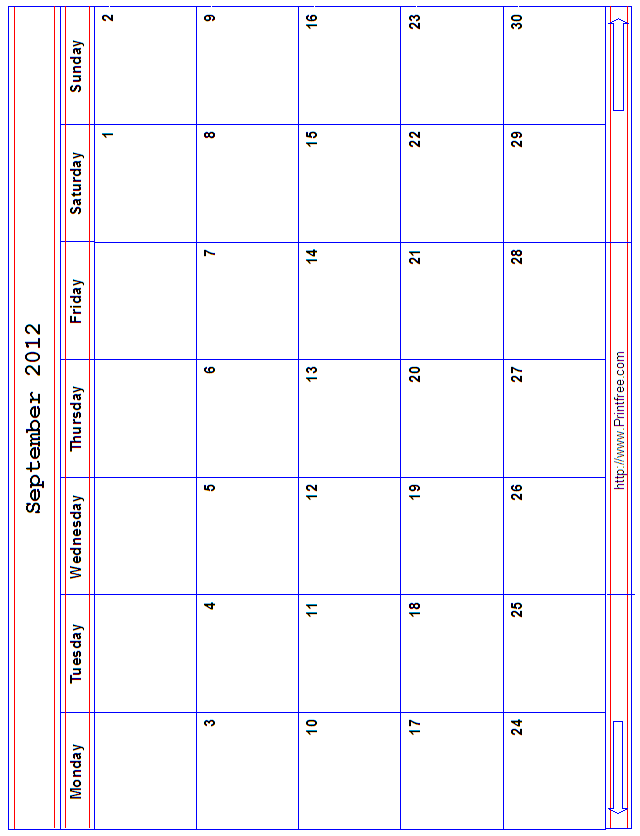 September 2012
Monday Tuesday Wednesday Thursday Friday Saturday Sunday
1 2
3 4 5 6 7 8 9
10 11 12 13 14 15 16
17 18 19 20 21 22 23
24 25 26 27 28 29 30
http://www.Printfree.com